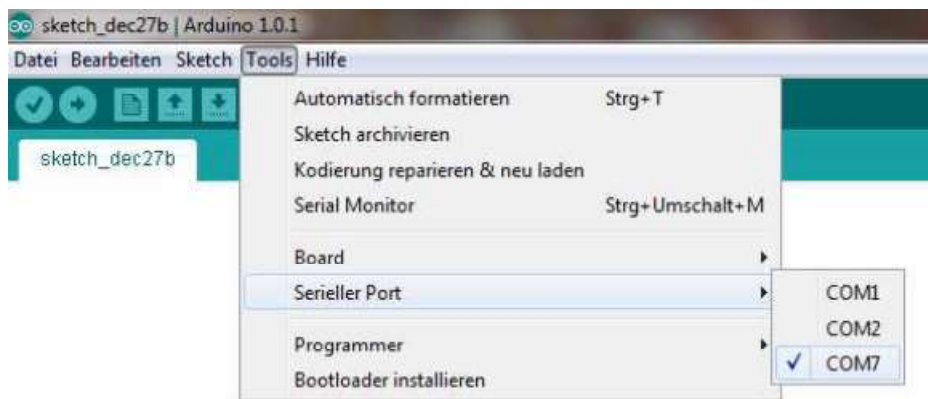 sketch_dec27b | Arduino 1.0.1
Datei Bearbeiten Sketch Tools Hilfe
sketch_dec27b
Automatisch formatieren Strg+T
Sketch archivieren
Kodierung reparieren & neu laden
Serial Monitor Strg+Umschalt+M
Board
Serieller Port
COM1
COM2
COM7
Programmer
Bootloader installieren